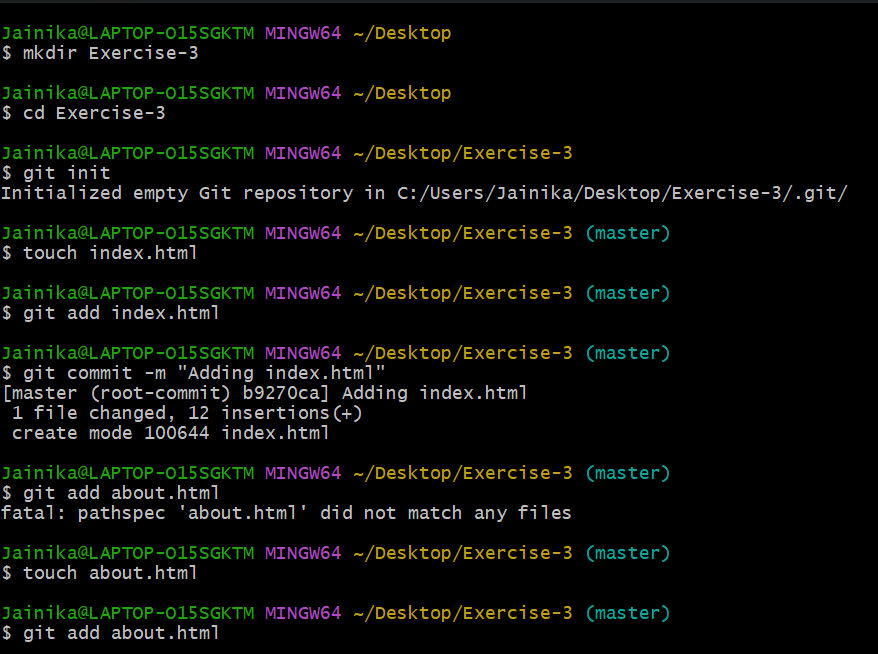 Jainika@LAPTOP-O15SGKTM MINGW64 ~/Desktop
$ mkdir Exercise-3
Jainika@LAPTOP-O15SGKTM MINGW64 ~/Desktop
$ cd Exercise-3
Jainika@LAPTOP-O15SGKTM MINGW64 ~/Desktop/Exercise-3
$ git init
Initialized empty Git repository in C:/Users/Jainika/Desktop/Exercise-3/.git/
Jainika@LAPTOP-O15SGKTM MINGW64 ~/Desktop/Exercise-3 (master)
$ touch index.html
Jainika@LAPTOP-O15SGKTM MINGW64 ~/Desktop/Exercise-3 (master)
$ git add index.html
Jainika@LAPTOP-O15SGKTM MINGW64 ~/Desktop/Exercise-3 (master)
$ git commit -m "Adding index.html"
[master (root-commit) b9270ca] Adding index.html
 1 file changed, 12 insertions(+)
 create mode 100644 index.html
Jainika@LAPTOP-O15SGKTM MINGW64 ~/Desktop/Exercise-3 (master)
$ git add about.html
fatal: pathspec 'about.html' did not match any files
Jainika@LAPTOP-O15SGKTM MINGW64 ~/Desktop/Exercise-3 (master)
$ touch about.html
Jainika@LAPTOP-O15SGKTM MINGW64 ~/Desktop/Exercise-3 (master)
$ git add about.html